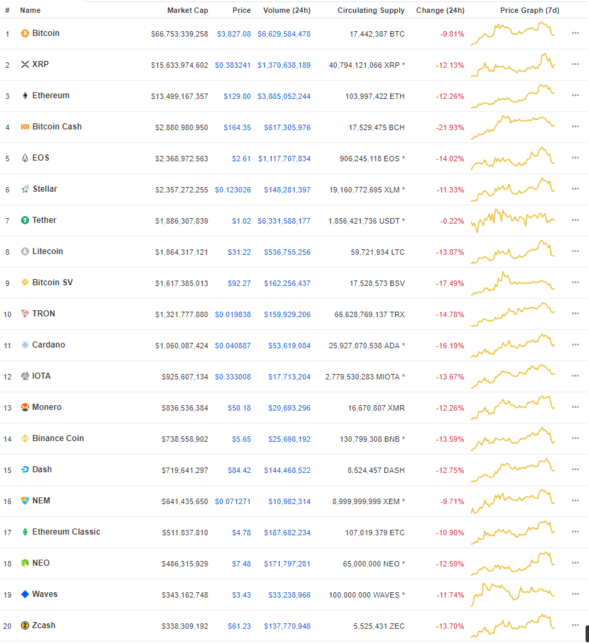 # Name Market Cap Price Volume (24h) Circulating Supply Change (24h) Price Graph (7d)
1 Bitcoin $66,753,339,258 $3,827.08 $6,629,584,478 17,442,387 BTC -9.81%
2 XRP $15,633,974,602 $0.383241 $1,370,638,189 40,794,121,066 XRP * -12.13%
3 Ethereum $13,499,167,357 $129.80 $3,885,052,244 103,997,422 ETH -12.26%
4 Bitcoin Cash $2,880,980,950 $164.35 $617,305,976 17,529,475 BCH -21.93%
5 EOS $2,368,972,563 $2.61 $1,117,707,834 906,245,118 EOS * -14.02%
6 Stellar $2,357,272,255 $0.123026 $148,281,397 19,160,772,695 XLM * -11.33%
7 Tether $1,886,307,839 $1.02 $6,331,588,177 1,856,421,736 USDT * -0.22%
8 Litecoin $1,864,317,121 $31.22 $536,755,256 59,721,934 LTC -13.87%
9 Bitcoin SV $1,617,385,013 $92.27 $162,256,437 17,528,573 BSV -17.49%
10 TRON $1,321,777,880 $0.019838 $159,929,206 66,628,769,137 TRX -14.78%
11 Cardano $1,060,087,424 $0.040887 $53,619,084 25,927,070,538 ADA * -16.19%
12 IOTA $925,607,134 $0.333008 $17,713,204 2,779,530,283 MIOTA * -13.67%
13 Monero $836,536,384 $50.18 $20,693,296 16,670,807 XMR -12.26%
14 Binance Coin $738,558,902 $5.65 $25,698,192 130,799,308 BNB * -13.59%
15 Dash $719,641,297 $84.42 $144,468,522 8,524,457 DASH -12.75%
16 NEM $641,435,650 $0.071271 $10,982,314 8,999,999,999 XEM * -9.71%
17 Ethereum Classic $511,837,810 $4.78 $187,682,234 107,019,379 ETC -10.90%
18 NEO $486,315,929 $7.48 $171,797,281 65,000,000 NEO * -12.59%
19 Waves $343,162,748 $3.43 $33,238,966 100,000,000 WAVES * -11.74%
20 Zcash $338,309,192 $61.23 $137,770,948 5,525,431 ZEC -13.70%